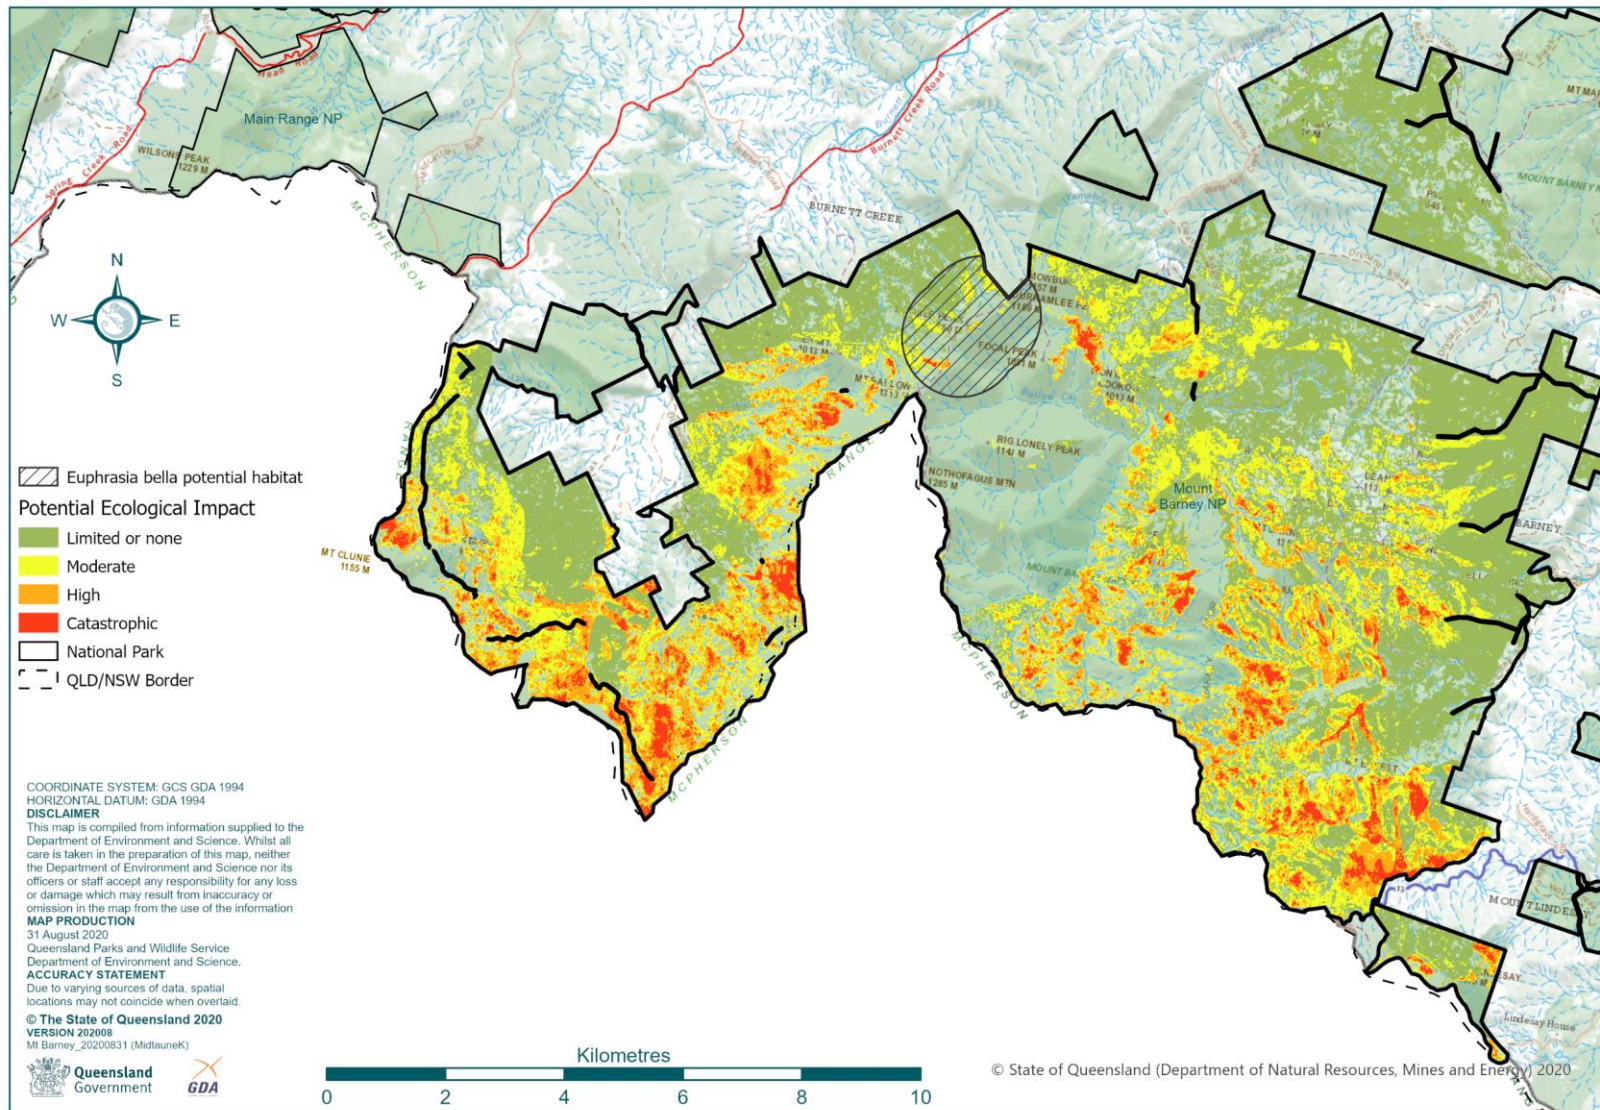 Head Road
Main Range NP
WILSONS PEAK
1229 M
Spring Creek Road
Burnett Creek Road
BURNETT CREEK
MCPHERSON
N
W
E
S
FOCAL PEAK
BIG LONELY PEAK
NOTHOFAGUS MTN
1285 M
RANGE
RANGE
Mount
Barney NP
MT CLUNIE
1155 M
MCPHERSON
MCPHERSON
BARNEY
Lindesay House
Euphrasia bella potential habitat
Potential Ecological Impact
Limited or none
Moderate
High
Catastrophic
National Park
QLD/NSW Border
COORDINATE SYSTEM: GCS GDA 1994
HORIZONTAL DATUM: GDA 1994
DISCLAIMER
This map is compiled from information supplied to the
Department of Environment and Science. Whilst all
care is taken in the preparation of this map, neither
the Department of Environment and Science nor its
officers or staff accept any responsibility for any loss
or damage which may result from inaccuracy or
omission in the map from the use of the information
MAP PRODUCTION
31 August 2020
Queensland Parks and Wildlife Service
Department of Environment and Science.
ACCURACY STATEMENT
Due to varying sources of data, spatial
locations may not coincide when overlaid.
© The State of Queensland 2020
VERSION 202008
Mt Barney_20200831 (MidtauneK)
Queensland
Government
GDA
Kilometres
0 2 4 6 8 10
© State of Queensland (Department of Natural Resources, Mines and Energy) 2020